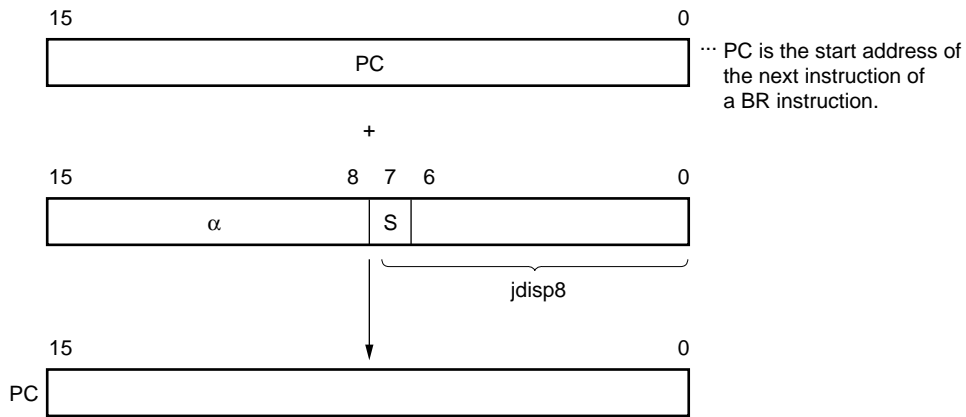 15 0
PC
... PC is the start address of
the next instruction of
a BR instruction.
+
15 8 7 6 0
α S
jdisp8
15 0
PC